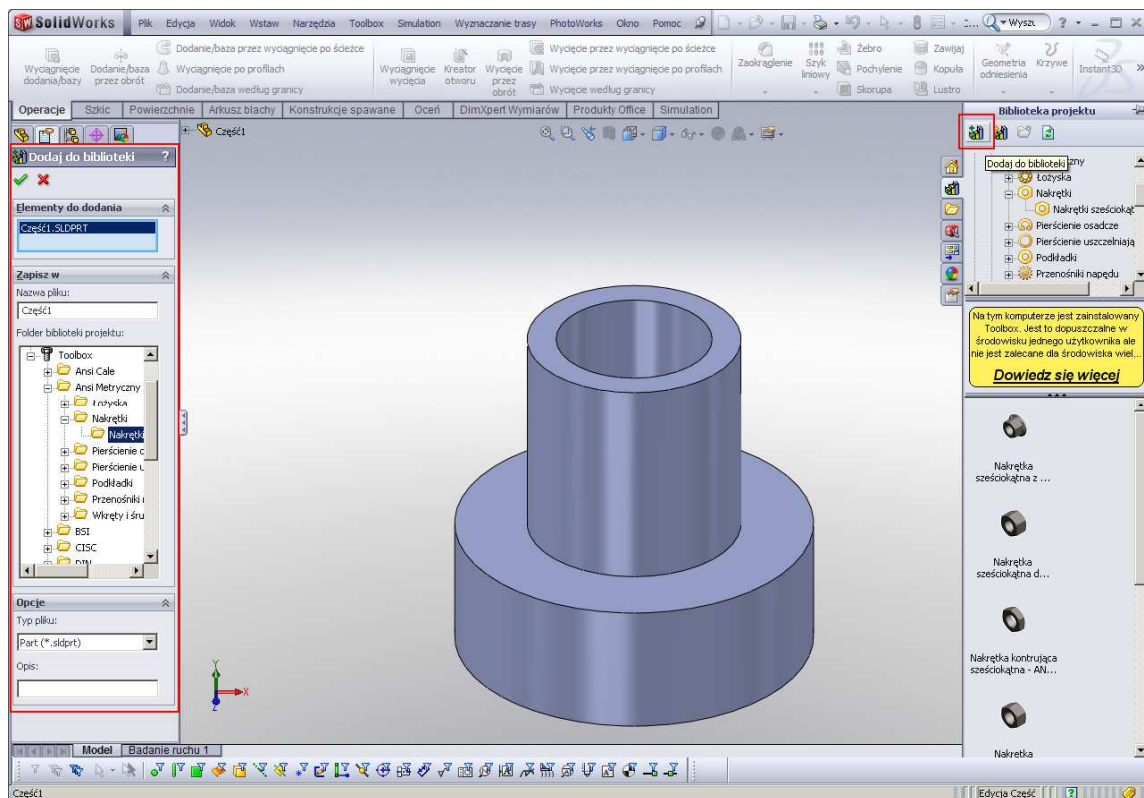 SolidWorks Plik Edycja Widok Wstaw Narzędzia Toolbox Simulation Wyznaczanie trasy PhotoWorks Okno Pomoc
Wysz.
Wyciągnięcie dodania/bazy
Dodanie/baza przez obrót
Dodanie/baza przez wyciągnięcie po ścieżce
Wyciągnięcie po profilach
Dodanie/baza według granicy
Wyciągnięcie wycięcia
Kreator otworu
Wycięcie przez obrót
Wycięcie przez wyciągnięcie po ścieżce
Wycięcie przez wyciągnięcie po profilach
Wycięcie według granicy
Zaokrąglenie
Szyk liniowy
Żebro
Pochylenie
Skorupa
Zawijaj
Kopuła
Lustro
Geometria odniesienia
Krzywe
Instant3D
Operacje Szkic Powierzchnie Arkusz blachy Konstrukcje spawane Oceń DimXpert Wymiarów Produkty Office Simulation
Część1
Dodaj do biblioteki ?
Elementy do dodania
Część1.SLDPRT
Zapisz w
Nazwa pliku:
Część1
Folder biblioteki projektu:
Toolbox
Ansi Cale
Ansi Metryczny
Łożyska
Nakrętki
Nakrętki
Pierścienie o
Pierścienie u
Podkładki
Przenośniki
Wkręty i śru
BSI
CISC
DIN
Opcje
Typ pliku:
Part (*.sldprt)
Opis:
Y
X
Z
Biblioteka projektu
Dodaj do biblioteki
zny
Łożyska
Nakrętki
Nakrętki sześciokąt
Pierścienie osadcze
Pierścienie uszczelniają
Podkładki
Przenośniki napędu
Na tym komputerze jest zainstalowany
Toolbox. Jest to dopuszczalne w
środowisku jednego użytkownika ale
nie jest zalecane dla środowiska wiel...
Dowiedz się więcej
Nakrętka
sześciokątna z ...
Nakrętka
sześciokątna d...
Nakrętka kontrująca
sześciokątna - AN...
Nakrętka
Model Badanie ruchu 1
Część1
Edycja Część